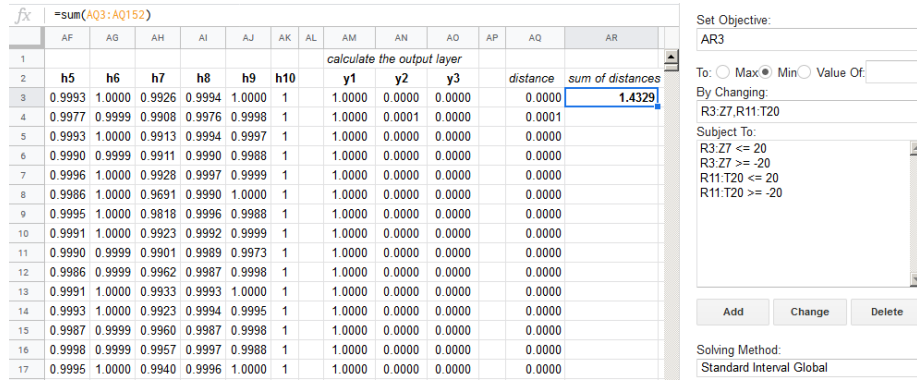 fx =sum(AQ3:AQ152)
AF AG AH AI AJ AK AL AM AN AO AP AQ AR
1 calculate the output layer
2 h5 h6 h7 h8 h9 h10 y1 y2 y3 distance sum of distances
3 0.9993 1.0000 0.9926 0.9994 1.0000 1 1.0000 0.0000 0.0000 0.0000 1.4329
4 0.9977 0.9999 0.9908 0.9976 0.9998 1 1.0000 0.0001 0.0000 0.0001
5 0.9993 1.0000 0.9913 0.9994 0.9997 1 1.0000 0.0000 0.0000 0.0000
6 0.9990 0.9999 0.9911 0.9990 0.9988 1 1.0000 0.0000 0.0000 0.0000
7 0.9996 1.0000 0.9928 0.9997 0.9999 1 1.0000 0.0000 0.0000 0.0000
8 0.9986 1.0000 0.9691 0.9990 1.0000 1 1.0000 0.0000 0.0000 0.0000
9 0.9995 1.0000 0.9818 0.9996 0.9988 1 1.0000 0.0000 0.0000 0.0000
10 0.9991 1.0000 0.9923 0.9992 0.9999 1 1.0000 0.0000 0.0000 0.0000
11 0.9990 0.9999 0.9901 0.9989 0.9973 1 1.0000 0.0000 0.0000 0.0000
12 0.9986 0.9999 0.9962 0.9987 0.9998 1 1.0000 0.0000 0.0000 0.0000
13 0.9991 1.0000 0.9933 0.9993 1.0000 1 1.0000 0.0000 0.0000 0.0000
14 0.9993 1.0000 0.9923 0.9994 0.9995 1 1.0000 0.0000 0.0000 0.0000
15 0.9987 0.9999 0.9960 0.9987 0.9998 1 1.0000 0.0000 0.0000 0.0000
16 0.9998 0.9999 0.9957 0.9997 0.9988 1 1.0000 0.0000 0.0000 0.0000
17 0.9995 1.0000 0.9940 0.9996 1.0000 1 1.0000 0.0000 0.0000 0.0000
Set Objective:
AR3
To: Max Min Value Of:
By Changing:
R3:Z7,R11:T20
Subject To:
R3:Z7 <= 20
R3:Z7 >= -20
R11:T20 <= 20
R11:T20 >= -20
Add Change Delete
Solving Method:
Standard Interval Global